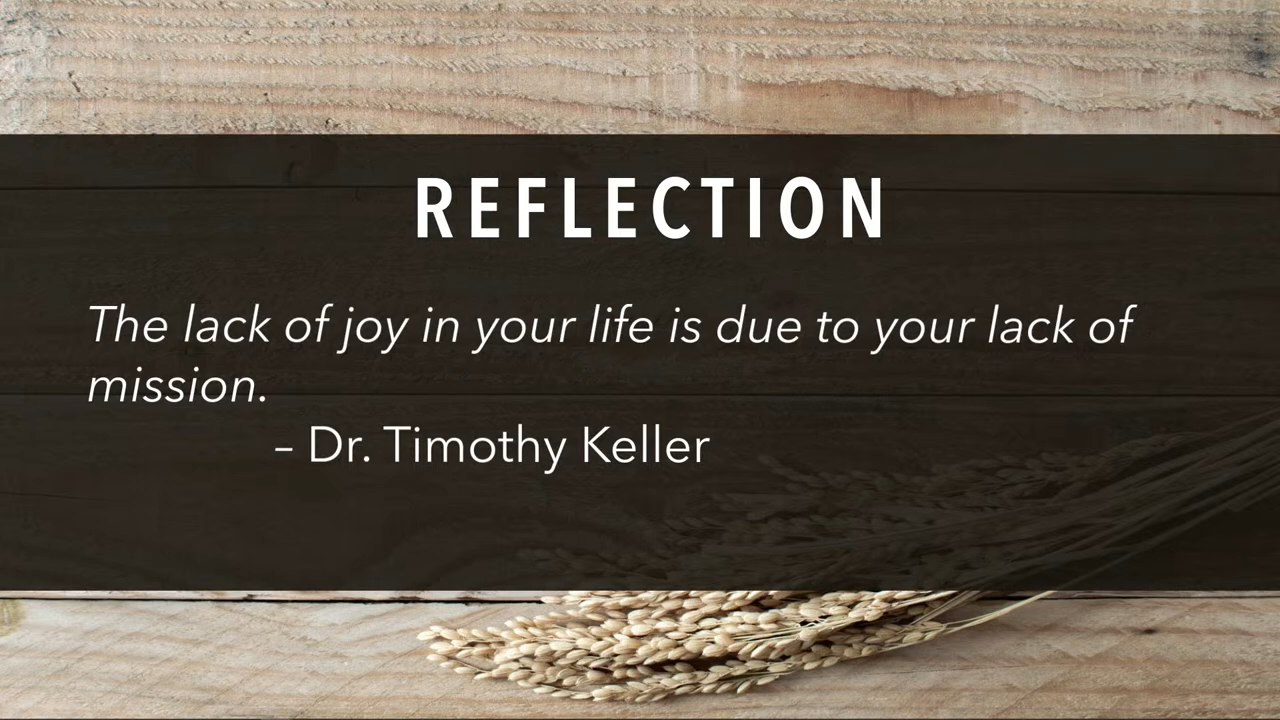 REFLECTION
The lack of joy in your life is due to your lack of
mission.
– Dr. Timothy Keller